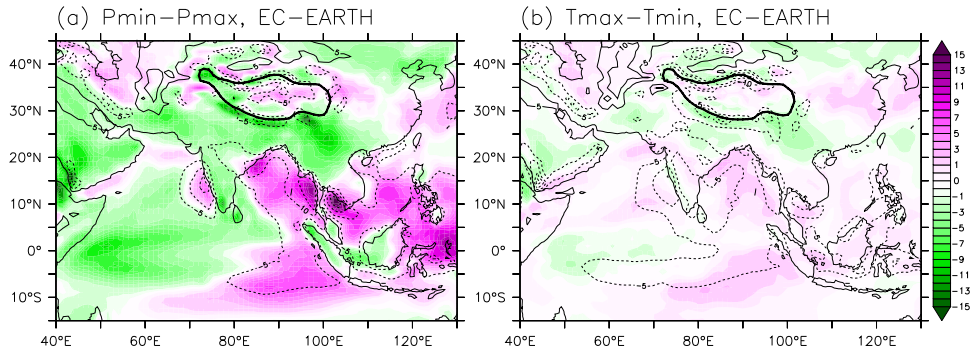 (a) Pmin−Pmax, EC−EARTH
(b) Tmax−Tmin, EC−EARTH
40°N
30°N
20°N
10°N
0°
10°S
40°E 60°E 80°E 100°E 120°E
40°N
30°N
20°N
10°N
0°
10°S
40°E 60°E 80°E 100°E 120°E
15
13
11
9
7
5
3
1
0
−1
−3
−5
−7
−9
−11
−13
−15